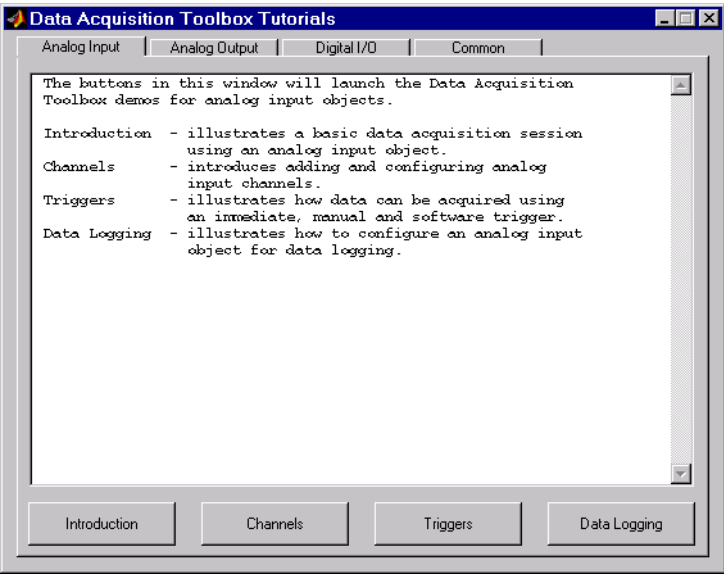 Data Acquisition Toolbox Tutorials
Analog Input Analog Output Digital I/O Common
The buttons in this window will launch the Data Acquisition
Toolbox demos for analog input objects.
Introduction - illustrates a basic data acquisition session
using an analog input object.
Channels - introduces adding and configuring analog
input channels.
Triggers - illustrates how data can be acquired using
an immediate, manual and software trigger.
Data Logging - illustrates how to configure an analog input
object for data logging.
Introduction Channels Triggers Data Logging